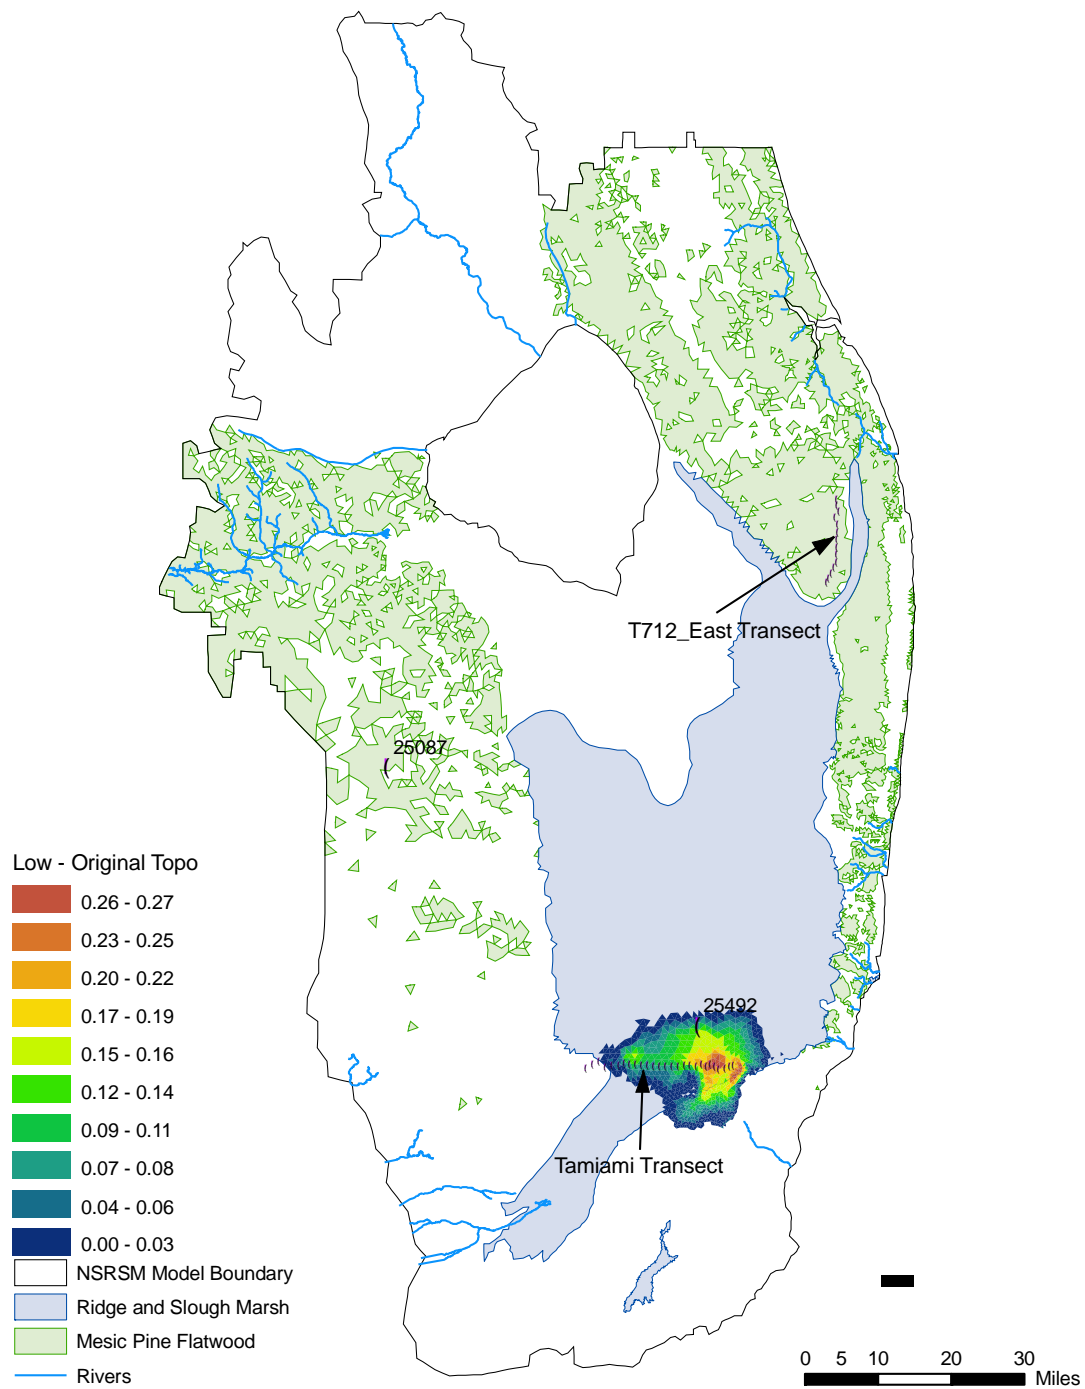 T712_East Transect
25087
Low - Original Topo
0.26 - 0.27
0.23 - 0.25
0.20 - 0.22
0.17 - 0.19
0.15 - 0.16
0.12 - 0.14
0.09 - 0.11
0.07 - 0.08
0.04 - 0.06
0.00 - 0.03
NSRSM Model Boundary
Ridge and Slough Marsh
Mesic Pine Flatwood
Rivers
25492
Tamiami Transect
0 5 10 20 30
Miles